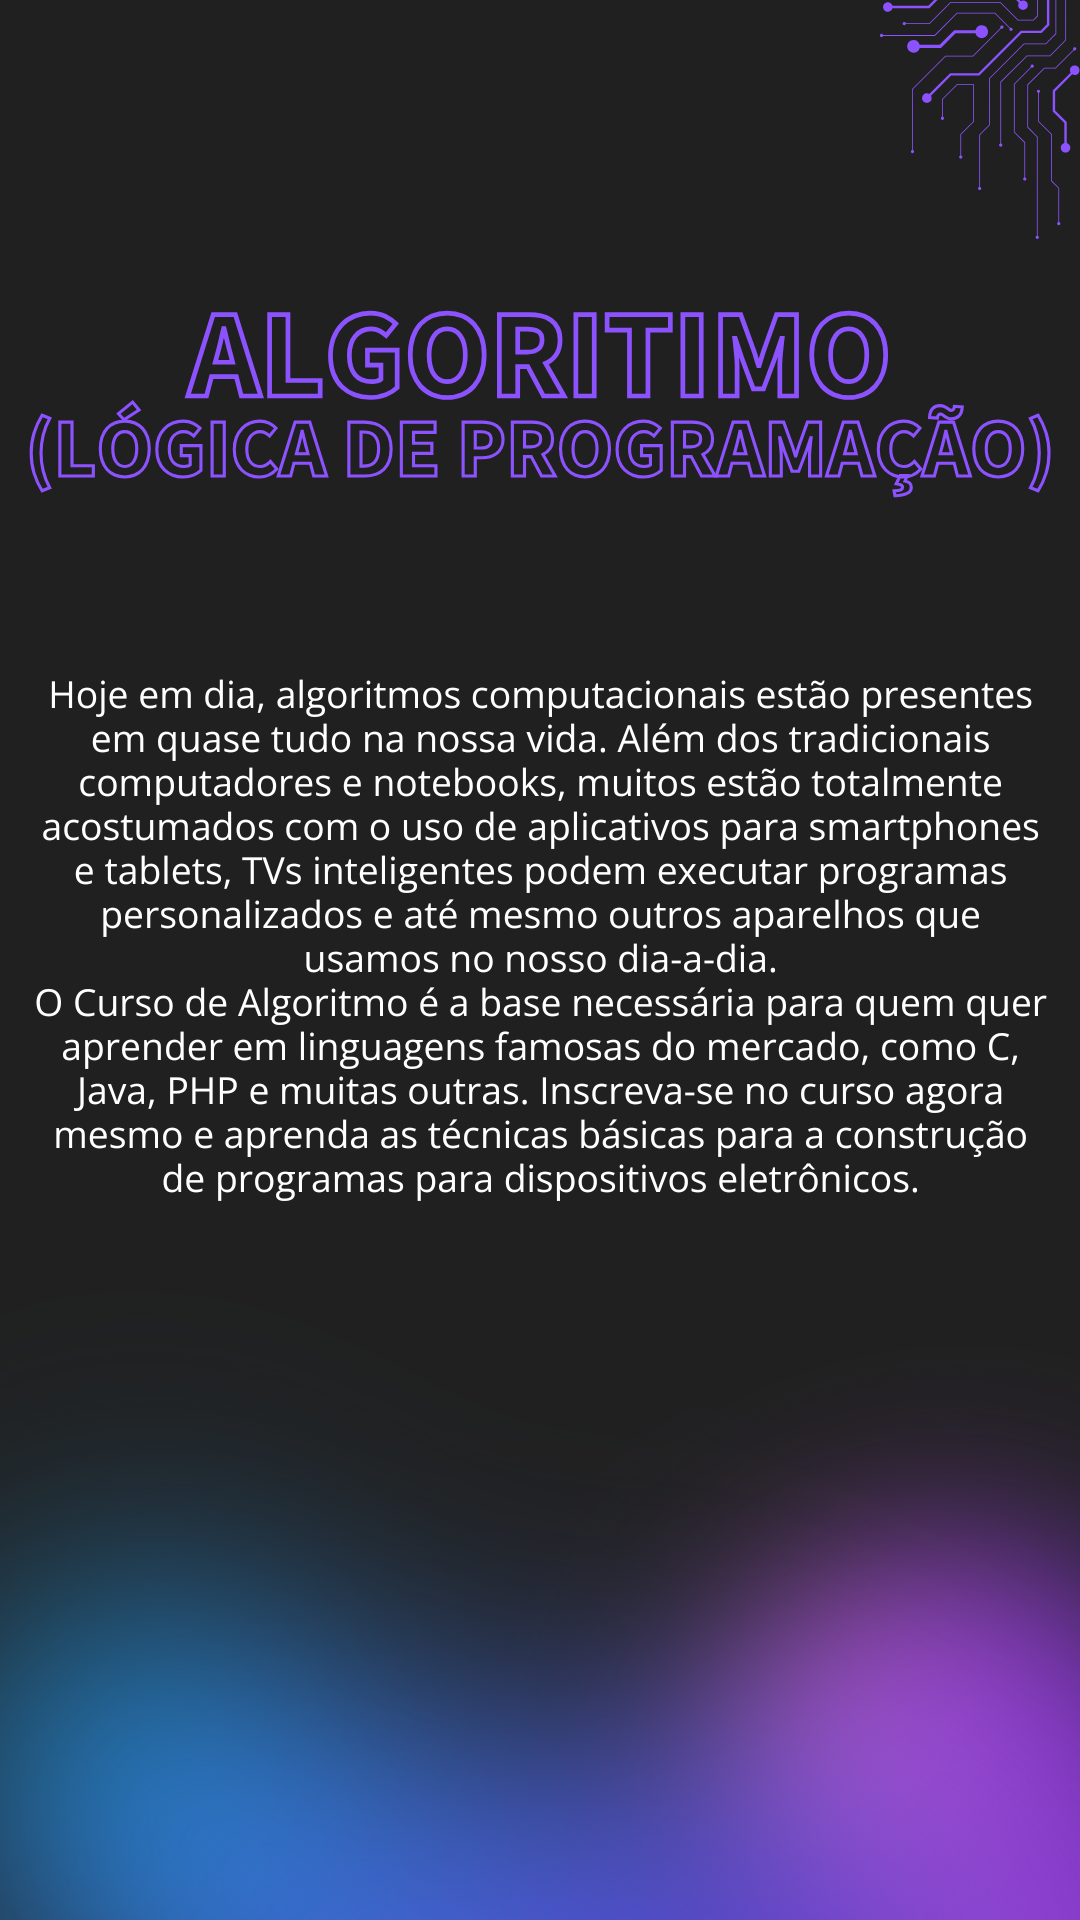 ALGORITIMO
(LÓGICA DE PROGRAMAÇÃO)
Hoje em dia, algoritmos computacionais estão presentes
em quase tudo na nossa vida. Além dos tradicionais
computadores e notebooks, muitos estão totalmente
acostumados com o uso de aplicativos para smartphones
e tablets, TVs inteligentes podem executar programas
personalizados e até mesmo outros aparelhos que
usamos no nosso dia-a-dia.
O Curso de Algoritmo é a base necessária para quem quer
aprender em linguagens famosas do mercado, como C,
Java, PHP e muitas outras. Inscreva-se no curso agora
mesmo e aprenda as técnicas básicas para a construção
de programas para dispositivos eletrônicos.